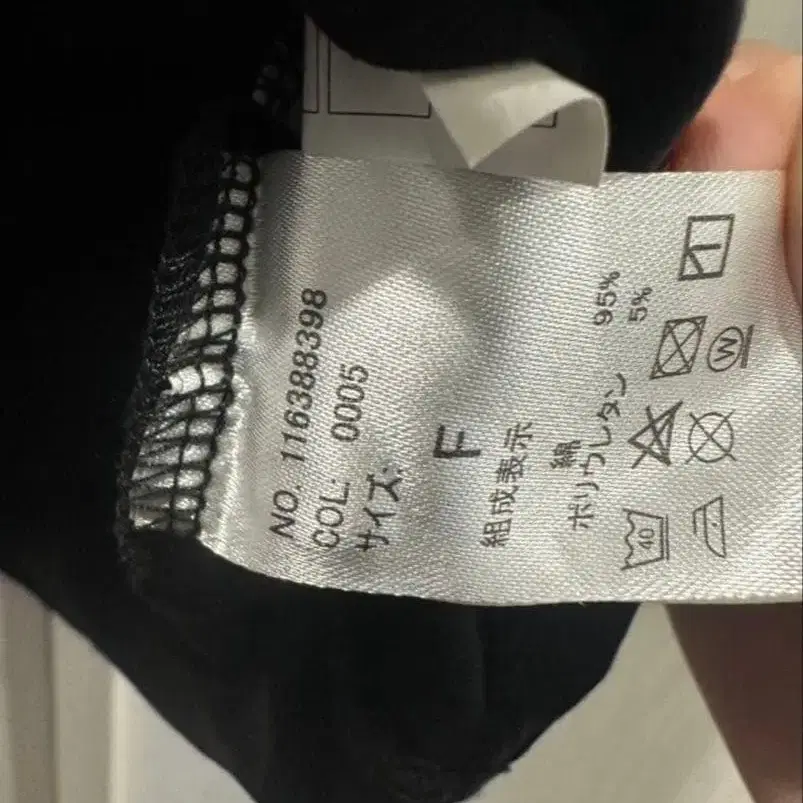 NO. 116388398
COL: 0005
サイズ:
F
組成表示
綿 95%
ポリウレタン 5%
40
W